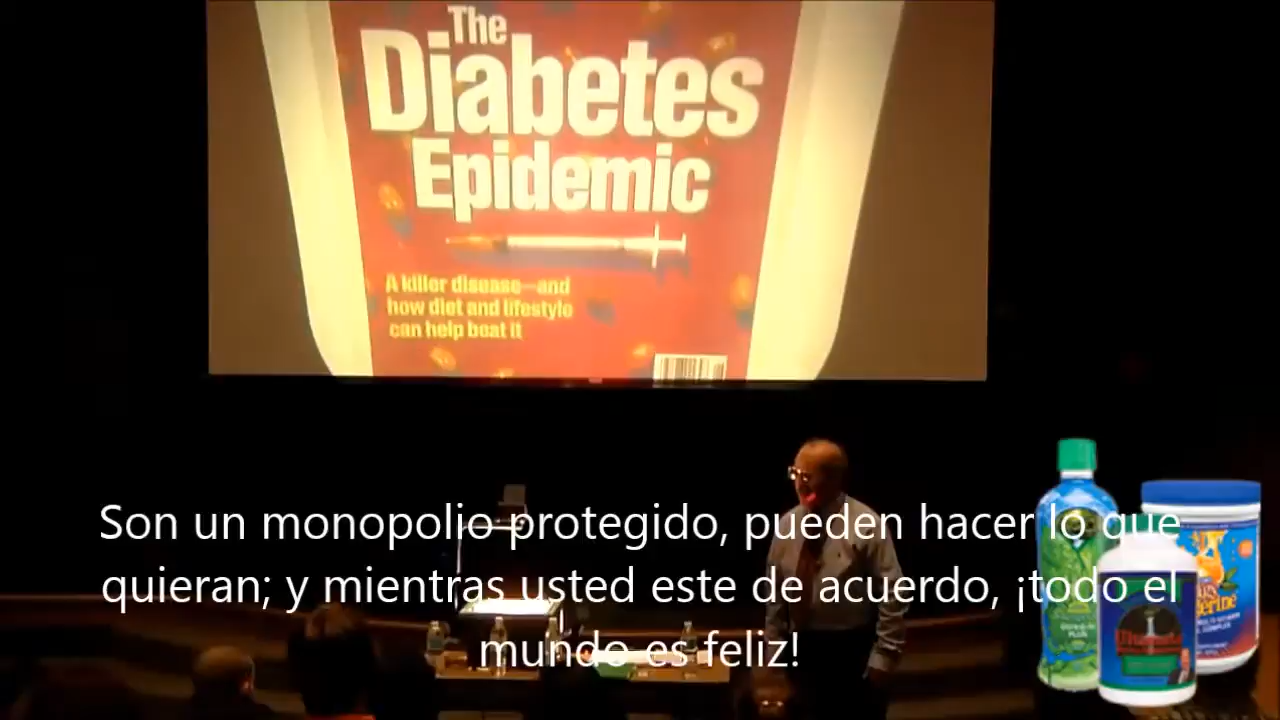 The
Diabetes
Epidemic
A killer disease—and
how diet and lifestyle
can help beat it
Son un monopolio protegido, pueden hacer lo que
quieran; y mientras usted este de acuerdo, ¡todo el
mundo es feliz!
Ultimate